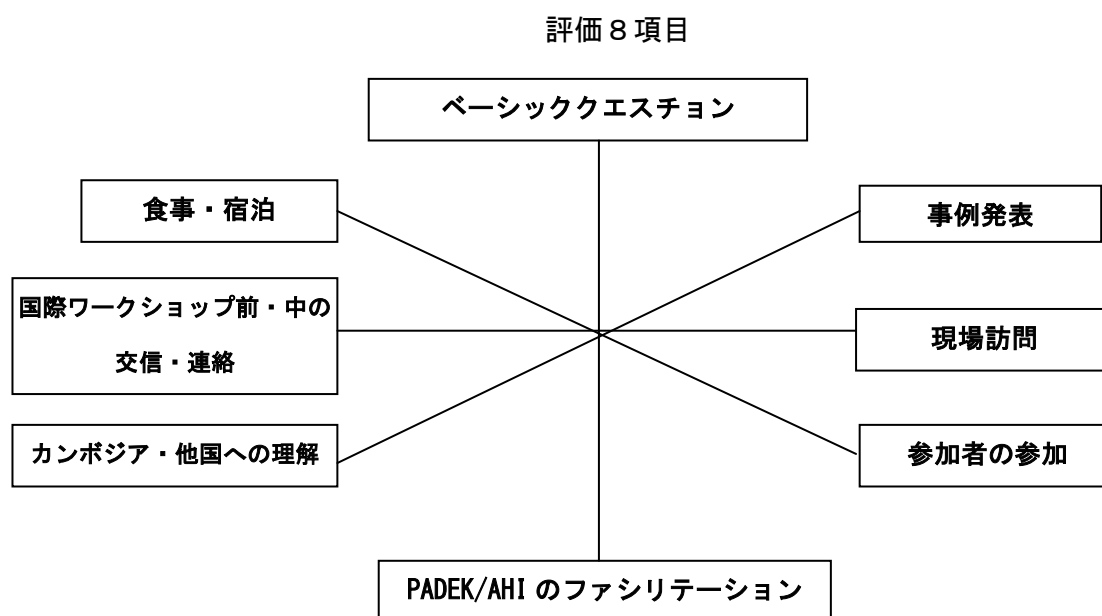 評価８項目
ベーシッククエスチョン
食事・宿泊
事例発表
国際ワークショップ前・中の
交信・連絡
現場訪問
カンボジア・他国への理解
参加者の参加
PADEK/AHI のファシリテーション